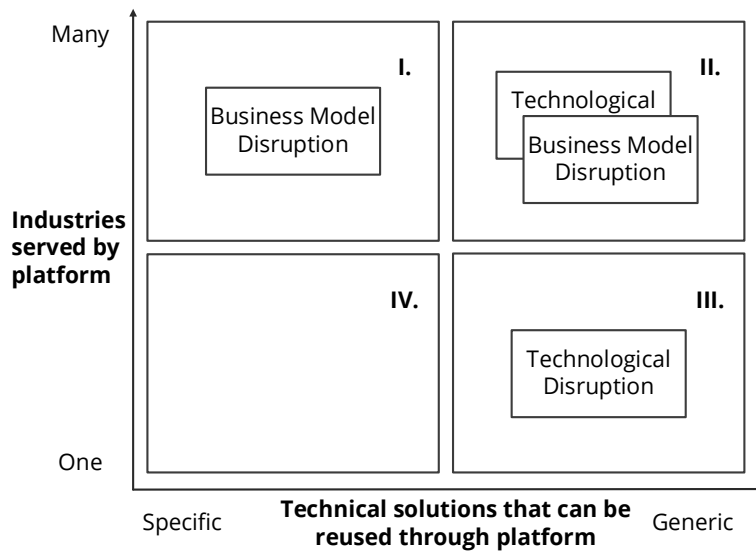 Many
I.
II.
Business Model
Disruption
Technological
Business Model
Disruption
Industries
served by
platform
IV.
III.
Technological
Disruption
One
Specific
Technical solutions that can be
reused through platform
Generic